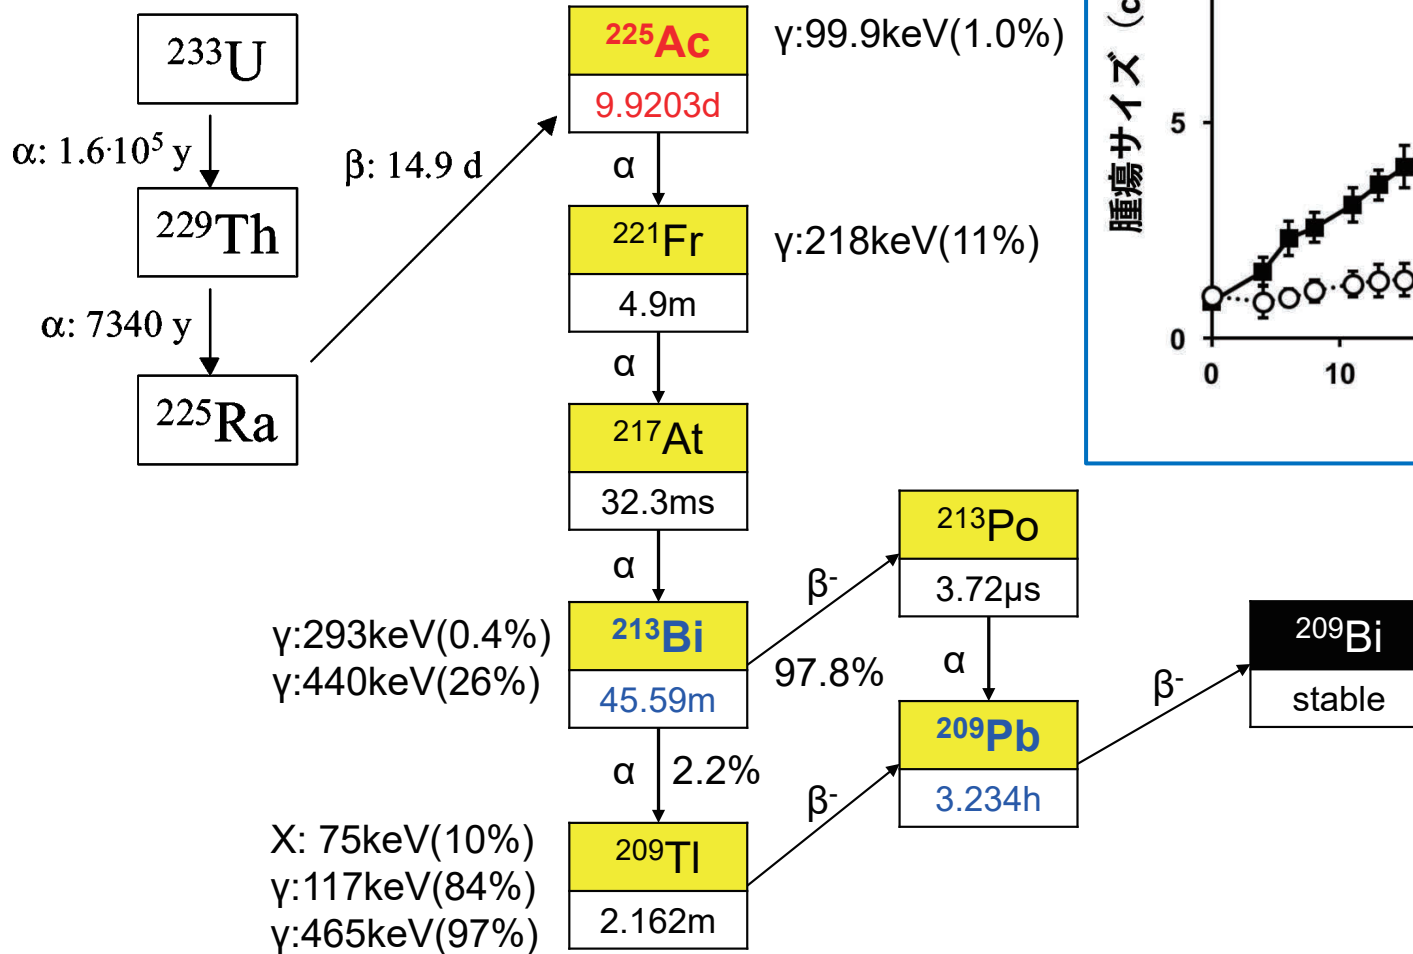 ²³³U
α: 1.6·10⁵ y
²²⁹Th
α: 7340 y
²²⁵Ra
β: 14.9 d
²²⁵Ac
9.9203d
γ:99.9keV(1.0%)
α
²²¹Fr
4.9m
γ:218keV(11%)
α
²¹⁷At
32.3ms
α
γ:293keV(0.4%)
γ:440keV(26%)
²¹³Bi
45.59m
β⁻
97.8%
²¹³Po
3.72μs
α
α 2.2%
X: 75keV(10%)
γ:117keV(84%)
γ:465keV(97%)
²⁰⁹Tl
2.162m
β⁻
²⁰⁹Pb
3.234h
β⁻
²⁰⁹Bi
stable
腫瘍サイズ (c
5
0
0 10